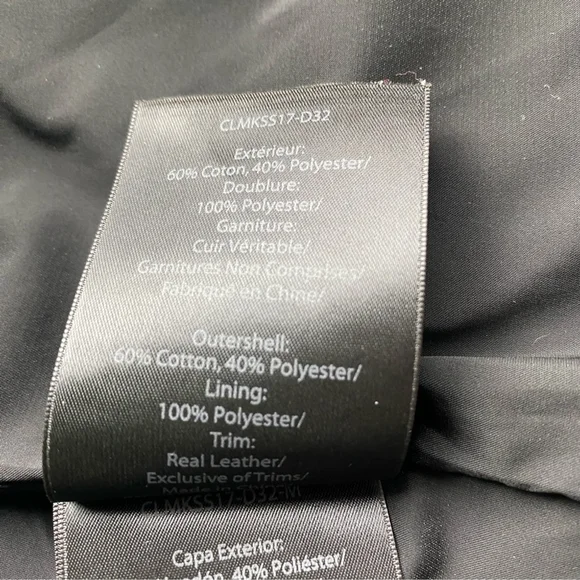 CLMKSS17-D32
Extérieur:
60% Coton, 40% Polyester/
Doublure:
100% Polyester/
Garniture:
Cuir Véritable/
Garnitures Non Comprises/
Fabriqué en Chine/
Outershell:
60% Cotton, 40% Polyester/
Lining:
100% Polyester/
Trim:
Real Leather/
Exclusive of Trims/
CLMKSS17-D32-M
Capa Exterior:
40% Poliéster/